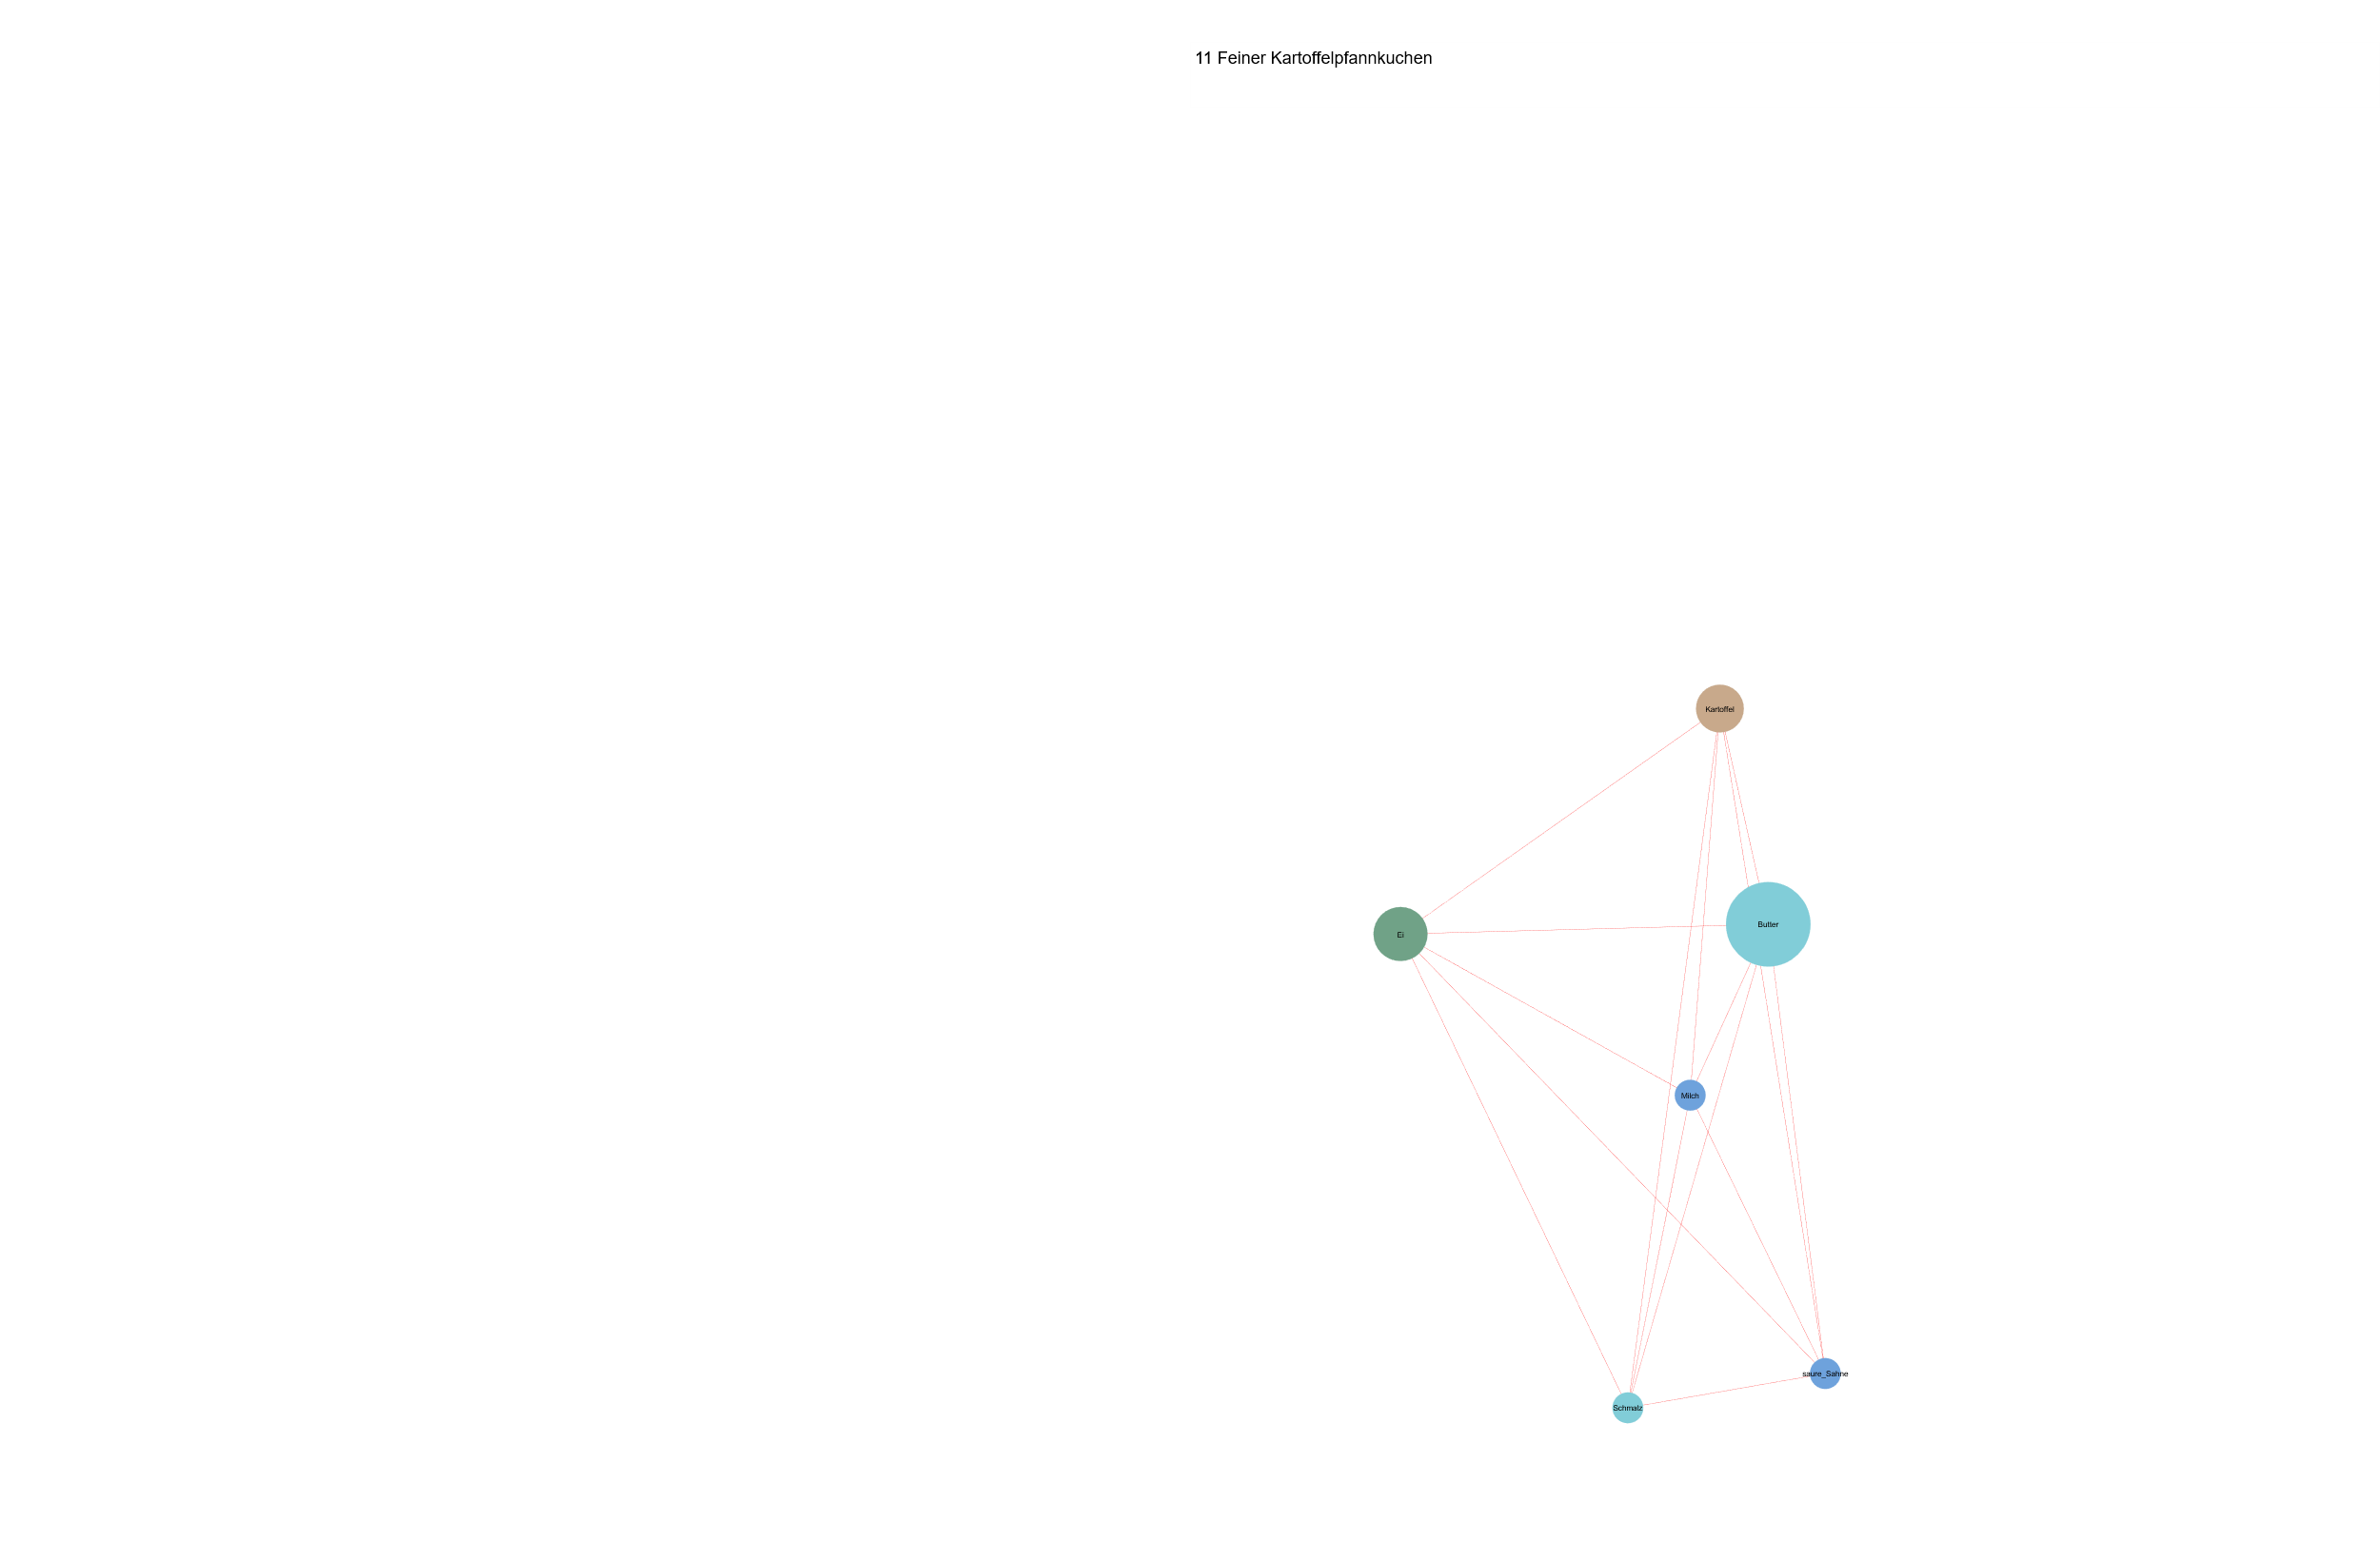 11 Feiner Kartoffelpfannkuchen
Kartoffel
Butter
Ei
Milch
saure_Sahne
Schmalz